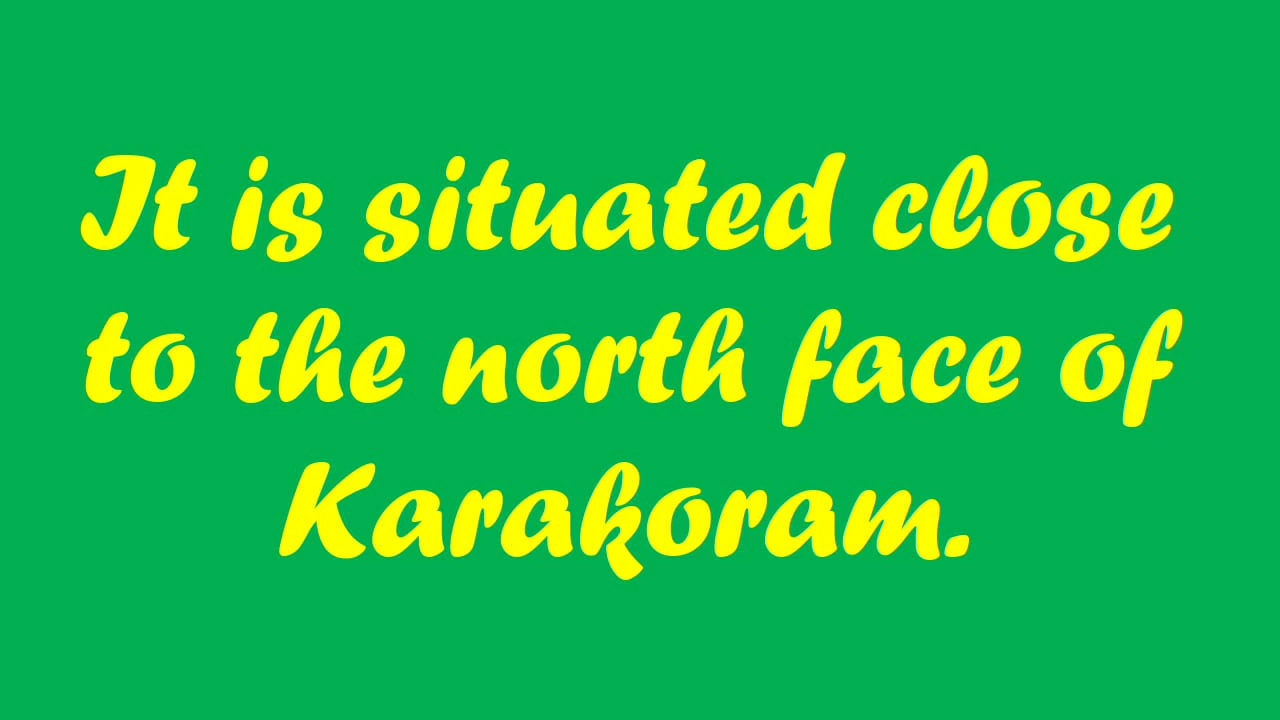 It is situated close
to the north face of
Karakoram.